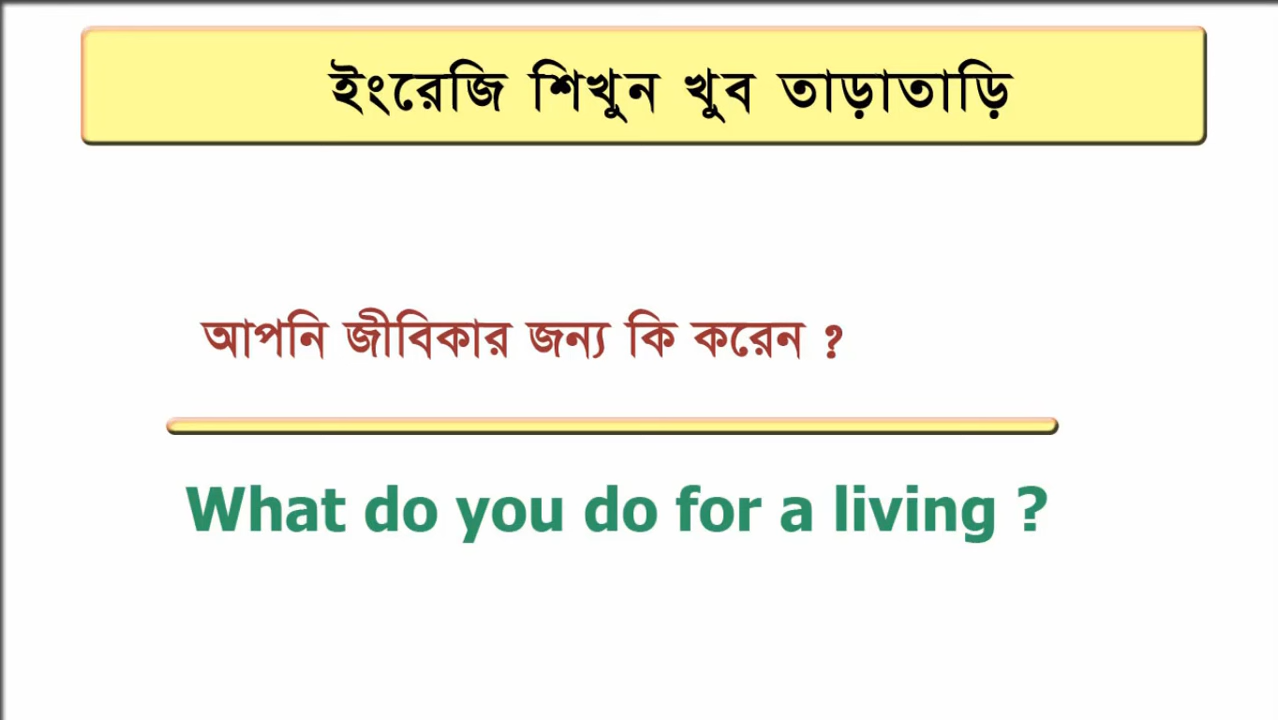 ইংরেজি শিখুন খুব তাড়াতাড়ি
আপনি জীবিকার জন্য কি করেন ?
What do you do for a living ?